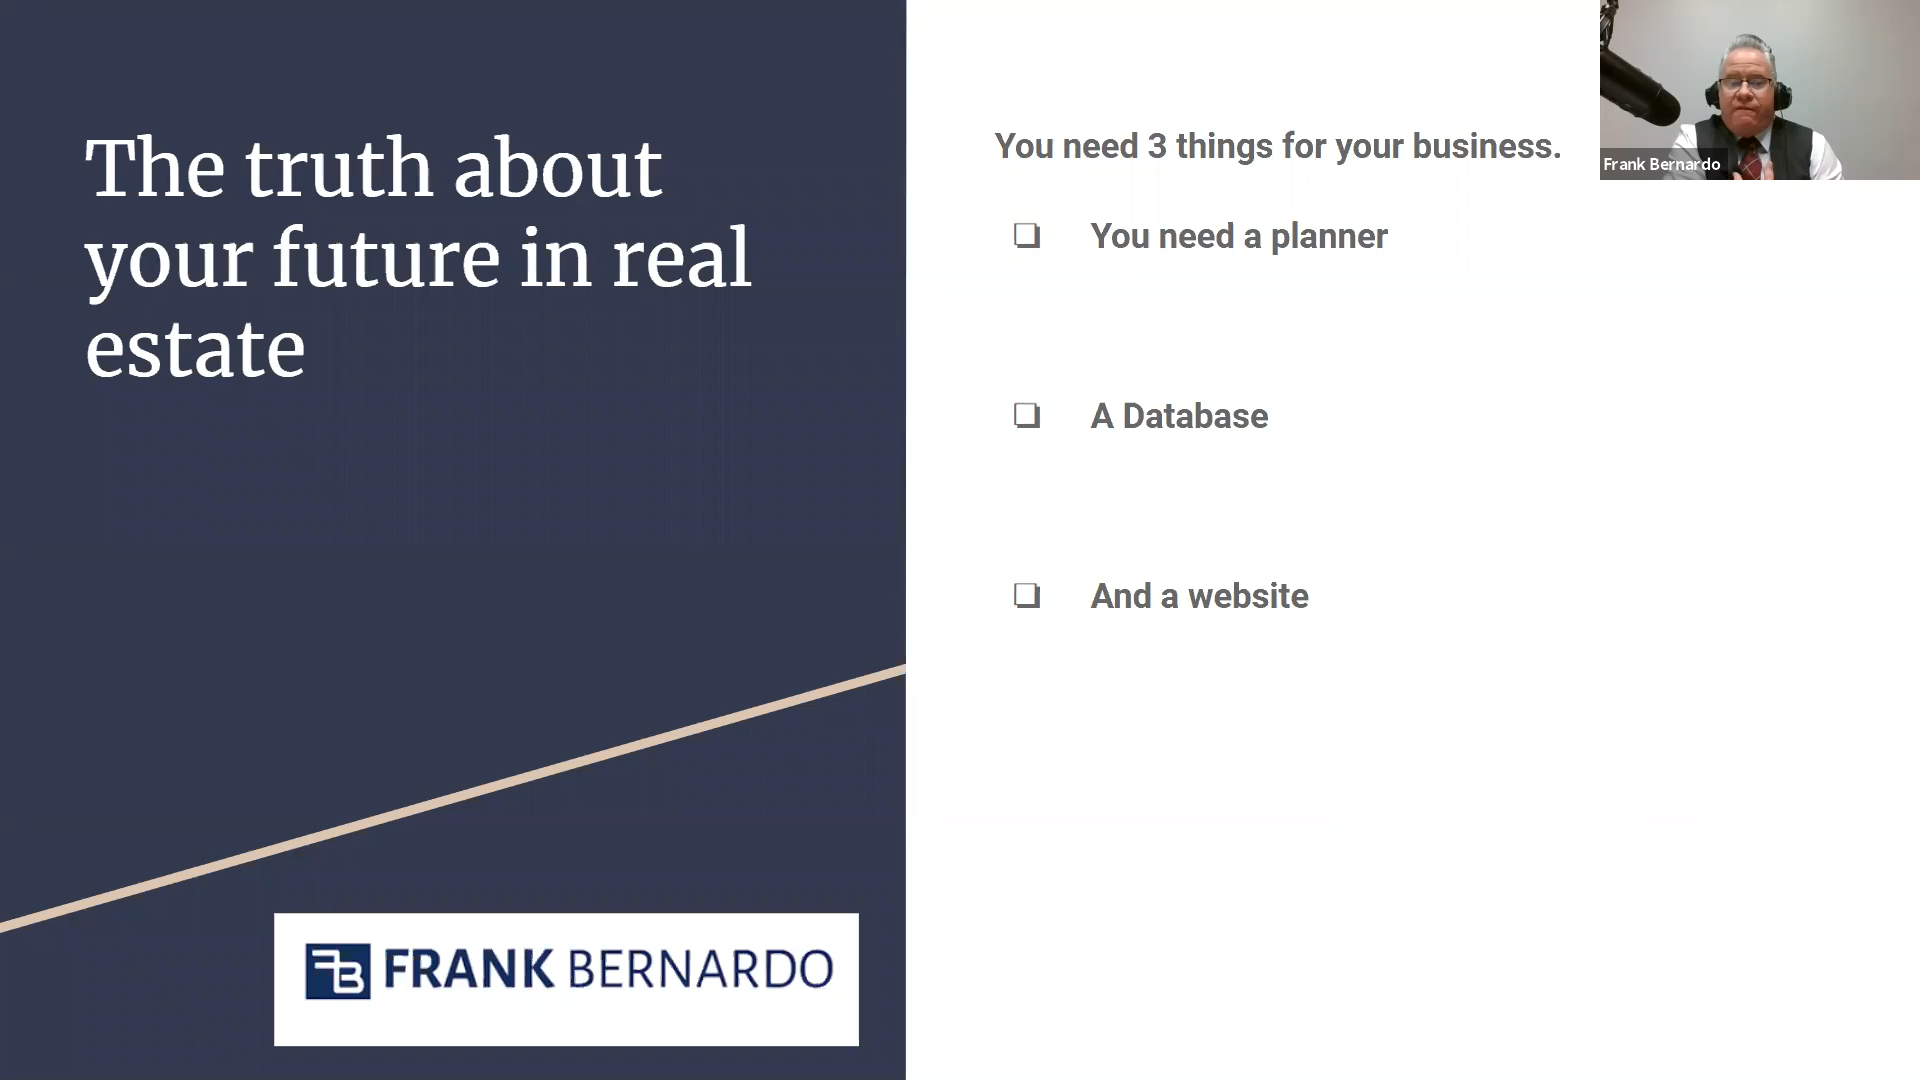 The truth about
your future in real
estate
You need 3 things for your business.
❏ You need a planner
❏ A Database
❏ And a website
Frank Bernardo
FB FRANK BERNARDO